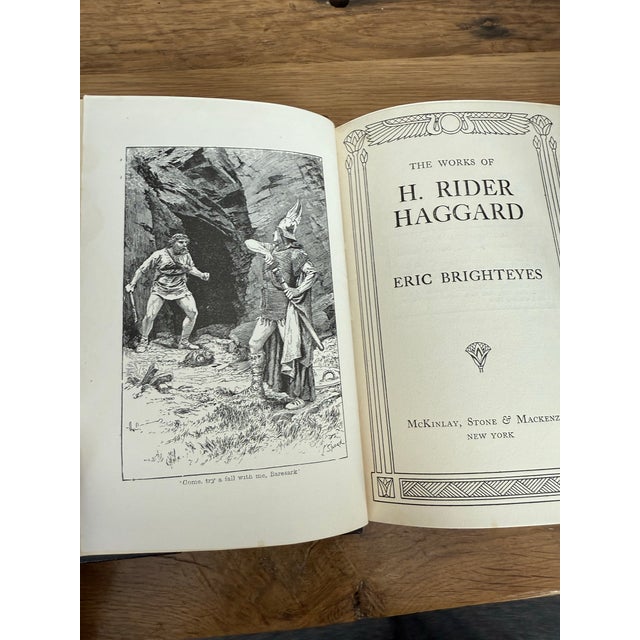 'Come, try a fall with me, Baresark'
THE WORKS OF
H. RIDER
HAGGARD
ERIC BRIGHTEYES
McKINLAY, STONE & MACKENZ
NEW YORK